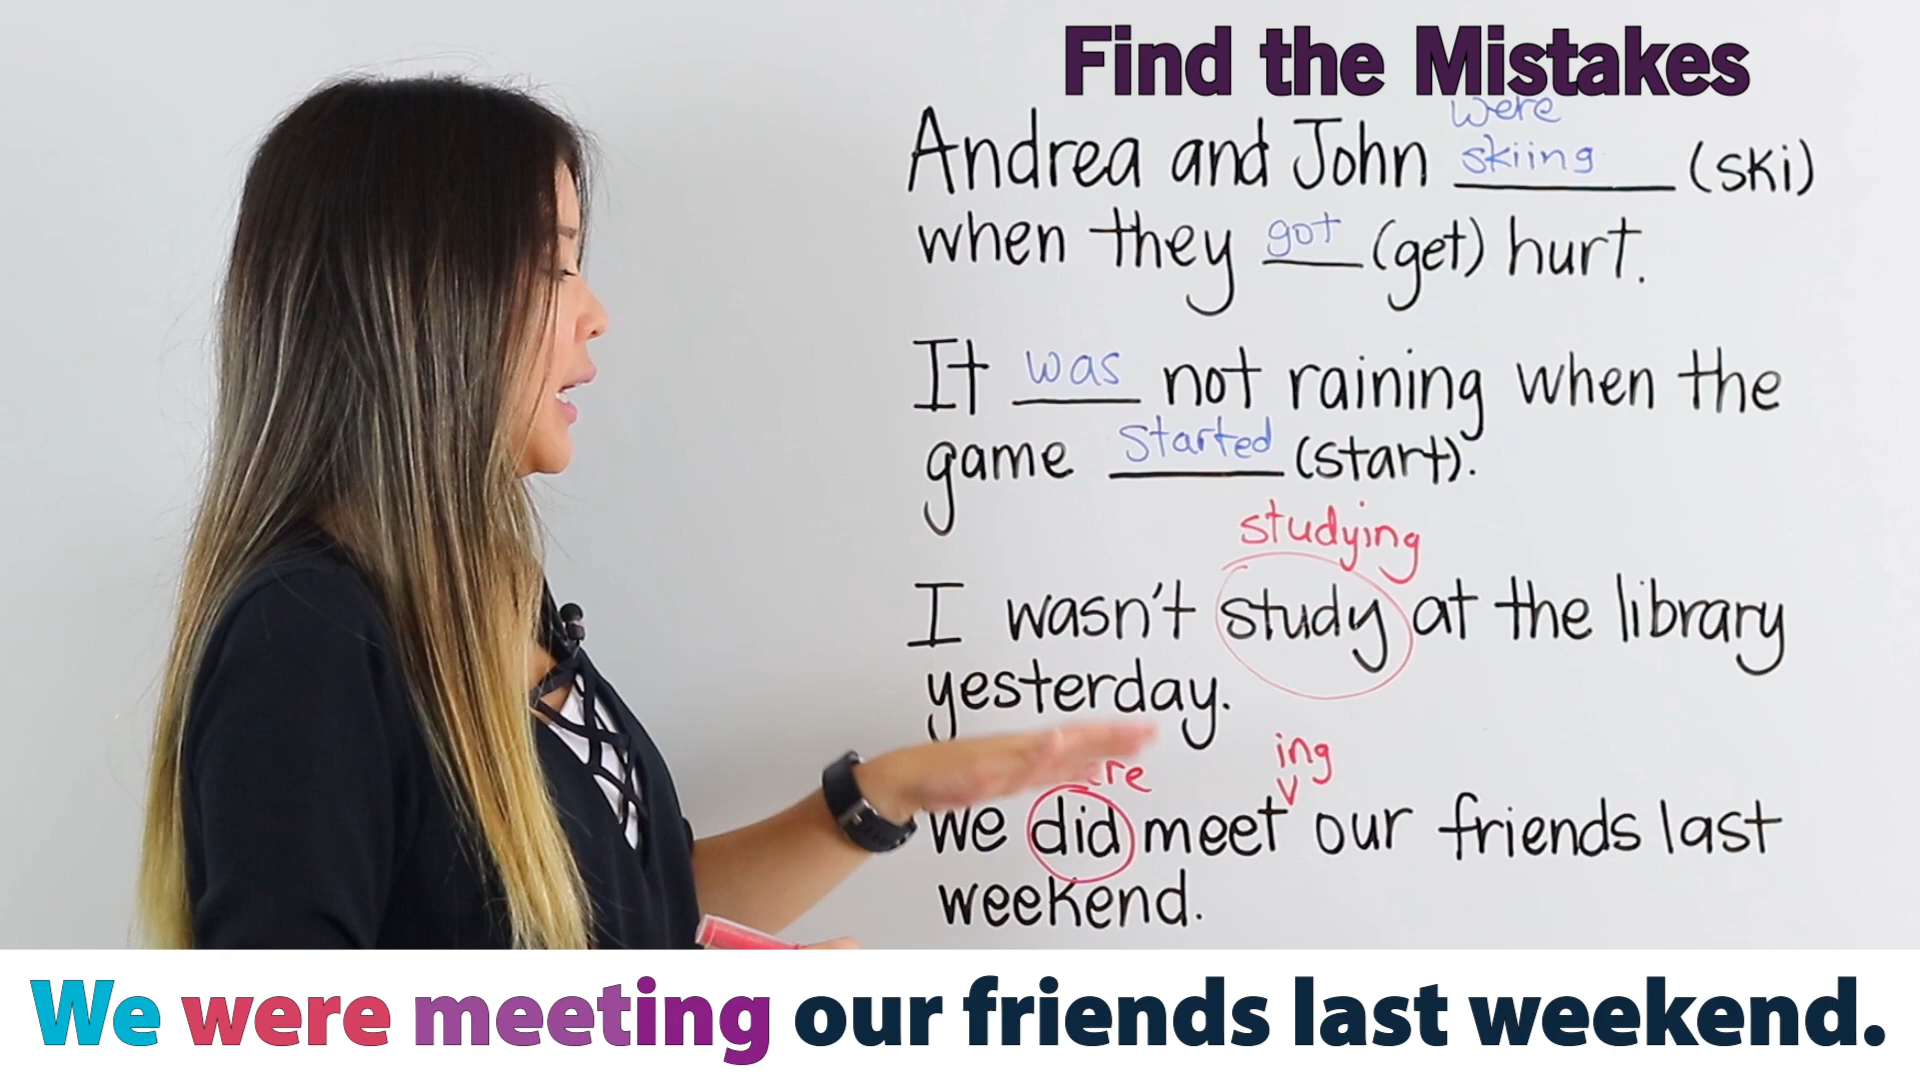 Find the Mistakes
were
Andrea and John skiing (ski)
when they got (get) hurt.
It was not raining when the
game started (start).
studying
I wasn't study at the library
yesterday.
ing
We did meet our friends last
weekend.
We were meeting our friends last weekend.